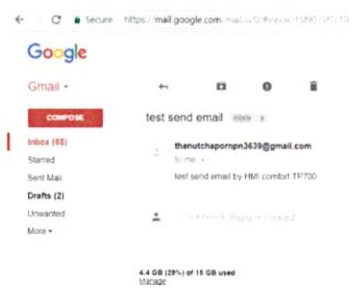 Secure https://mail.google.com
Google
Gmail
COMPOSE
test send email
Inbox (65)
thanutchapornpn3639@gmail.com
Starred
to me
Sent Mail
test send email by HMI comfort TP700
Drafts (2)
Unwanted
More
4.4 GB (29%) of 15 GB used
Manage